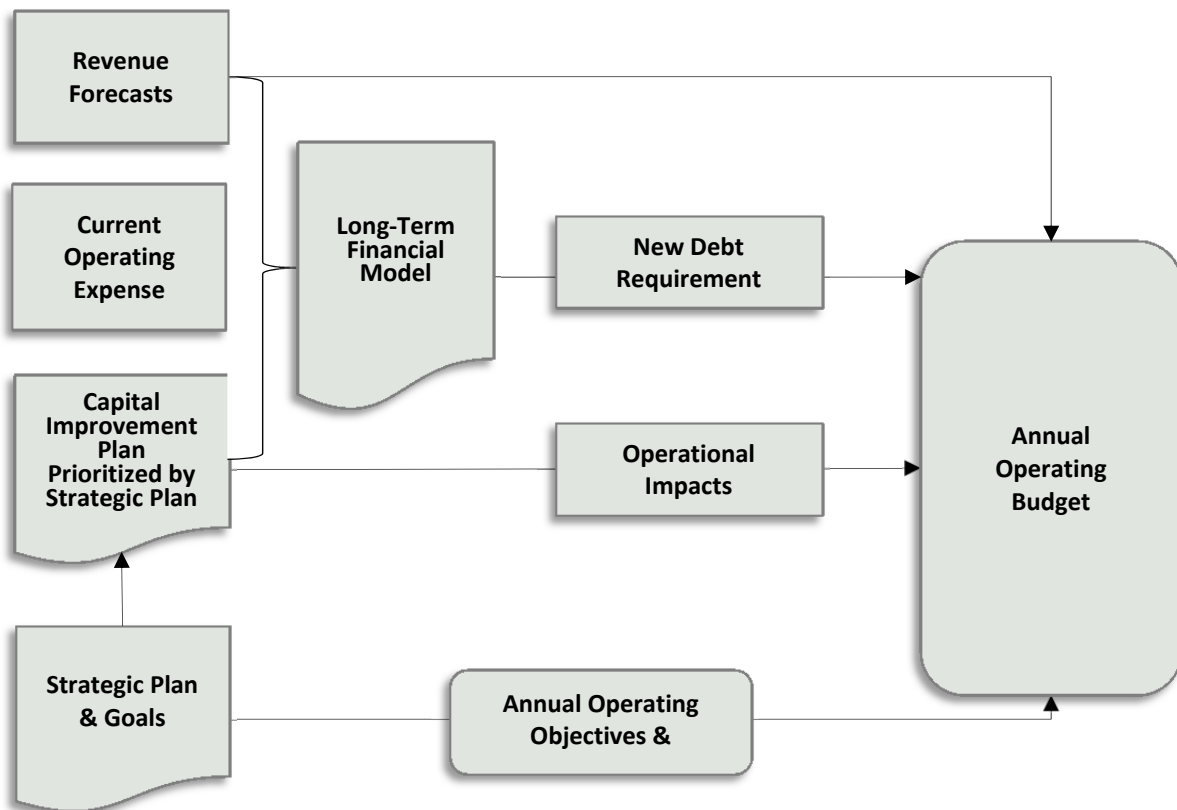 Revenue
Forecasts
Current
Operating
Expense
Long-Term
Financial
Model
New Debt
Requirement
Capital
Improvement
Plan
Prioritized by
Strategic Plan
Operational
Impacts
Annual
Operating
Budget
Strategic Plan
& Goals
Annual Operating
Objectives &